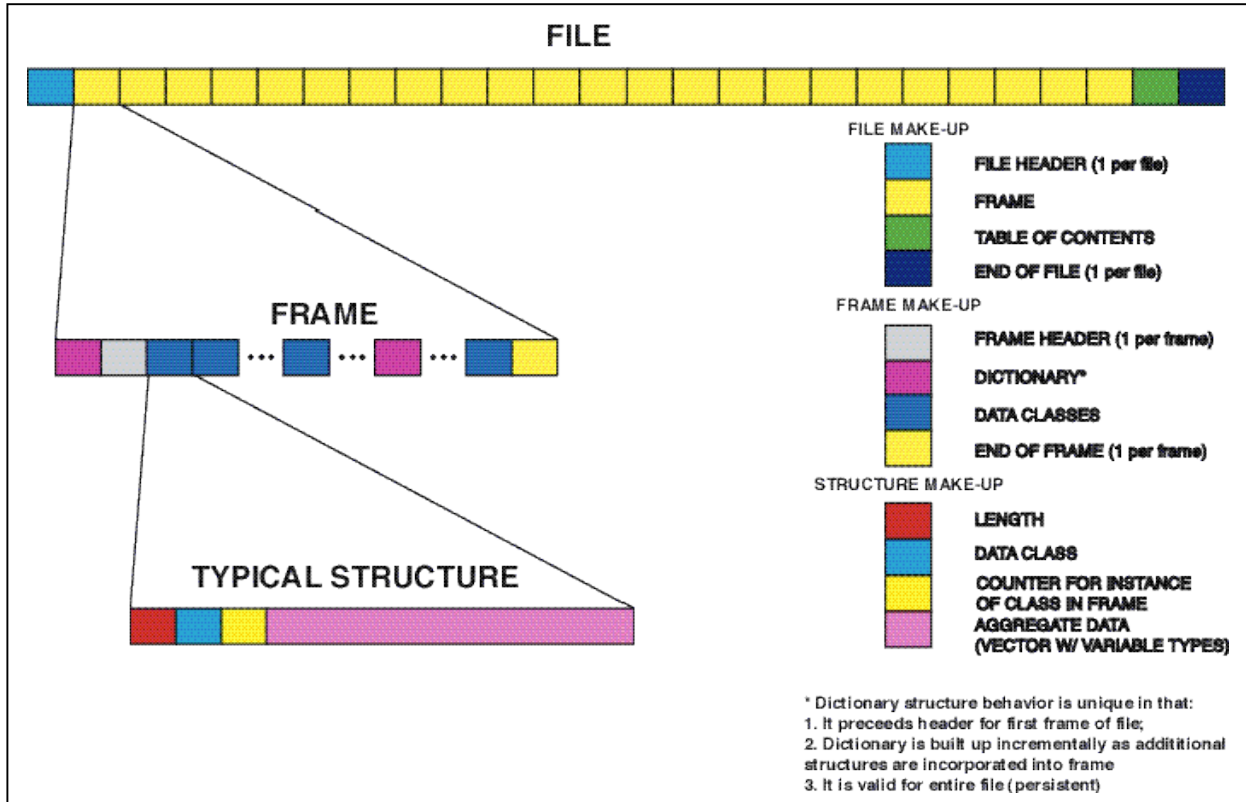 FILE
FILE MAKE-UP
FILE HEADER (1 per file)
FRAME
TABLE OF CONTENTS
END OF FILE (1 per file)
FRAME
FRAME MAKE-UP
FRAME HEADER (1 per frame)
DICTIONARY*
DATA CLASSES
END OF FRAME (1 per frame)
STRUCTURE MAKE-UP
LENGTH
TYPICAL STRUCTURE
DATA CLASS
COUNTER FOR INSTANCE
OF CLASS IN FRAME
AGGREGATE DATA
(VECTOR W/ VARIABLE TYPES)
* Dictionary structure behavior is unique in that:
1. It preceeds header for first frame of file;
2. Dictionary is built up incrementally as addititional
structures are incorporated into frame
3. It is valid for entire file (persistent)